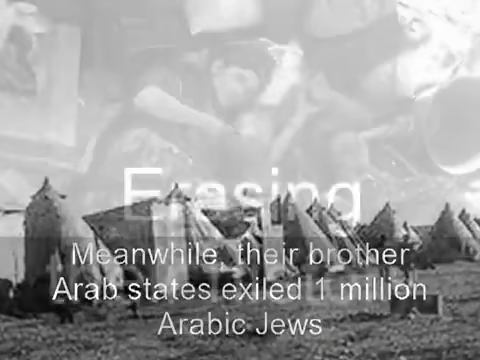 Erasing
Meanwhile, their brother
Arab states exiled 1 million
Arabic Jews